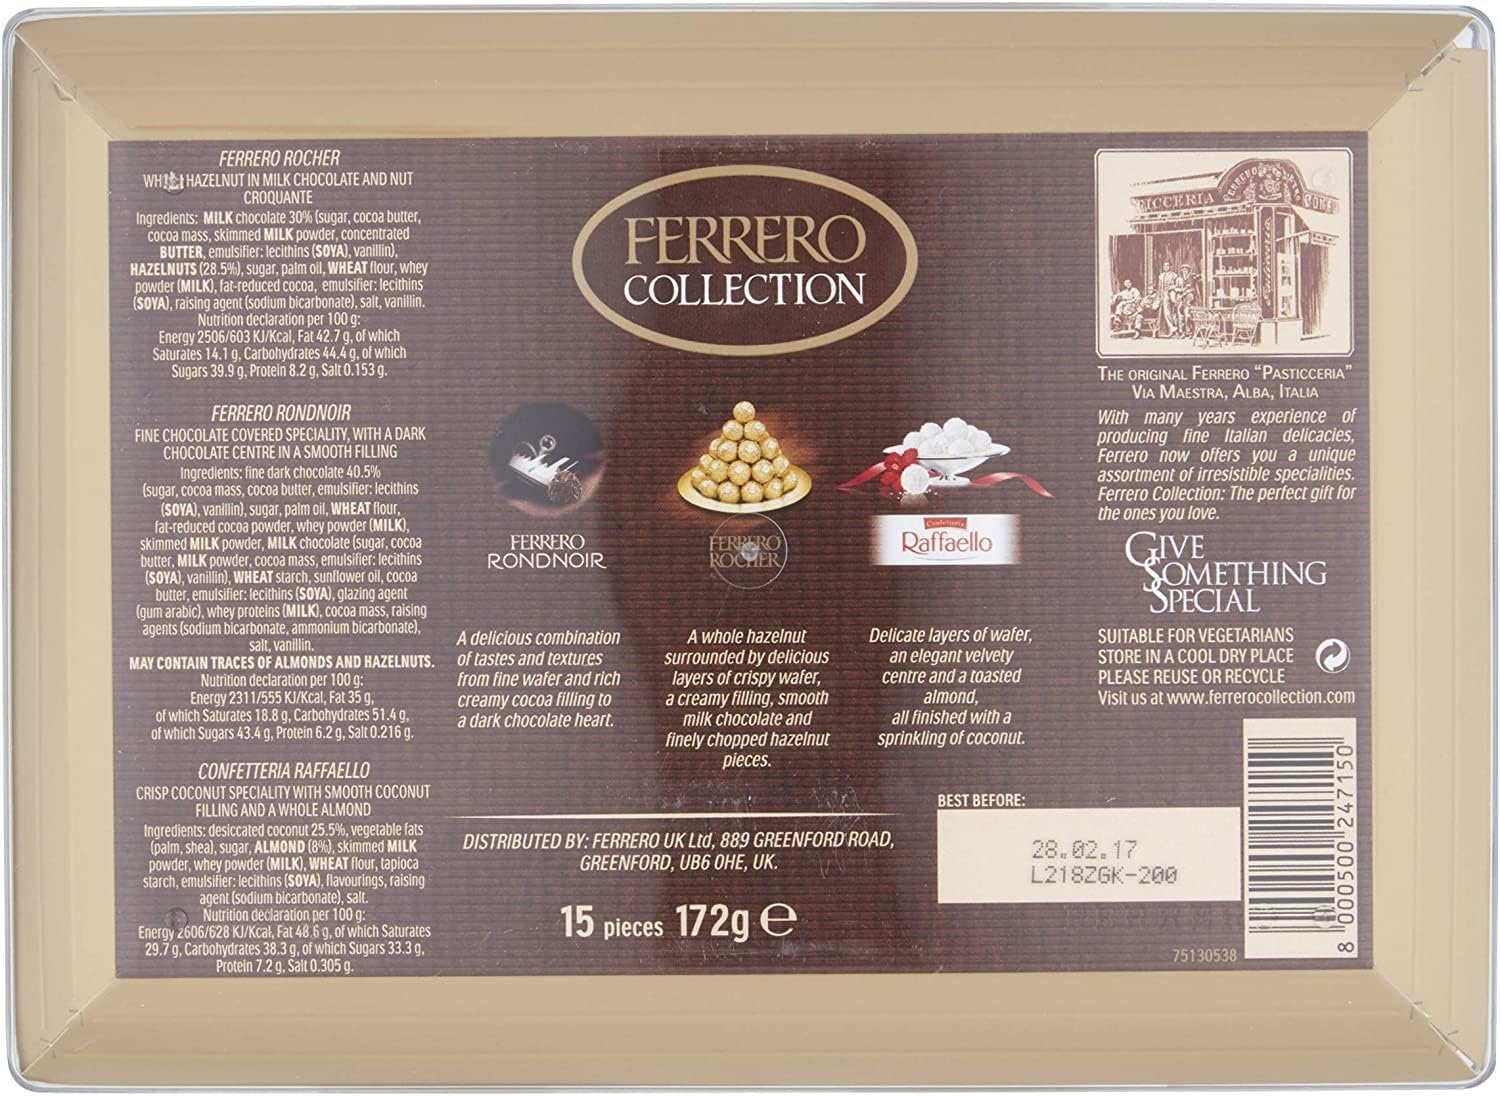 FERRERO ROCHER
HAZELNUT IN MILK CHOCOLATE AND NUT
CROQUANTE
Ingredients: MILK chocolate 30% (sugar, cocoa butter,
cocoa mass, skimmed MILK powder, concentrated
BUTTER, emulsifier: lecithins (SOYA), vanillin),
HAZELNUTS (28.5%), sugar, palm oil, WHEAT flour, whey
powder (MILK), fat-reduced cocoa, emulsifier: lecithins
(SOYA), raising agent (sodium bicarbonate), salt, vanillin.
Nutrition declaration per 100 g:
Energy 2506/603 KJ/Kcal, Fat 42.7 g, of which
Saturates 14.1 g, Carbohydrates 44.4 g, of which
Sugars 39.9 g, Protein 8.2 g, Salt 0.153 g.
FERRERO RONDNOIR
FINE CHOCOLATE COVERED SPECIALITY, WITH A DARK
CHOCOLATE CENTRE IN A SMOOTH FILLING
Ingredients: fine dark chocolate 40.5%
(sugar, cocoa mass, cocoa butter, emulsifier: lecithins
(SOYA), vanillin), sugar, palm oil, WHEAT flour,
fat-reduced cocoa powder, whey powder (MILK),
skimmed MILK powder, MILK chocolate (sugar, cocoa
butter, MILK powder, cocoa mass, emulsifier: lecithins
(SOYA), vanillin), WHEAT starch, sunflower oil, cocoa
butter, emulsifier: lecithins (SOYA), glazing agent
(gum arabic), whey proteins (MILK), cocoa mass, raising
agents (sodium bicarbonate, ammonium bicarbonate),
salt, vanillin.
MAY CONTAIN TRACES OF ALMONDS AND HAZELNUTS.
Nutrition declaration per 100 g:
Energy 2311/555 KJ/Kcal, Fat 35 g,
of which Saturates 18.8 g, Carbohydrates 51.4 g,
of which Sugars 43.4 g, Protein 6.2 g, Salt 0.216 g.
CONFETTERIA RAFFAELLO
CRISP COCONUT SPECIALITY WITH SMOOTH COCONUT
FILLING AND A WHOLE ALMOND
Ingredients: desiccated coconut 25.5%, vegetable fats
(palm, shea), sugar, ALMOND (8%), skimmed MILK
powder, whey powder (MILK), WHEAT flour, tapioca
starch, emulsifier: lecithins (SOYA), flavourings, raising
agent (sodium bicarbonate), salt.
Nutrition declaration per 100 g:
Energy 2606/628 KJ/Kcal, Fat 48.6 g, of which Saturates
29.7 g, Carbohydrates 38.3 g, of which Sugars 33.3 g,
Protein 7.2 g, Salt 0.305 g.
FERRERO
COLLECTION
FERRERO
RONDNOIR
FERRERO
ROCHER
Confetteria
Raffaello
A delicious combination
of tastes and textures
from fine wafer and rich
creamy cocoa filling to
a dark chocolate heart.
A whole hazelnut
surrounded by delicious
layers of crispy wafer,
a creamy filling, smooth
milk chocolate and
finely chopped hazelnut
pieces.
Delicate layers of wafer,
an elegant velvety
centre and a toasted
almond,
all finished with a
sprinkling of coconut.
DISTRIBUTED BY: FERRERO UK Ltd, 889 GREENFORD ROAD,
GREENFORD, UB6 0HE, UK.
15 pieces 172g ℮
ICCERIA FERRERO
THE ORIGINAL FERRERO "PASTICCERIA"
VIA MAESTRA, ALBA, ITALIA
With many years experience of
producing fine Italian delicacies,
Ferrero now offers you a unique
assortment of irresistible specialities.
Ferrero Collection: The perfect gift for
the ones you love.
GIVE
SOMETHING
SPECIAL
SUITABLE FOR VEGETARIANS
STORE IN A COOL DRY PLACE
PLEASE REUSE OR RECYCLE
Visit us at www.ferrerocollection.com
BEST BEFORE:
28.02.17
L218ZGK-200
75130538
8 000500 247150